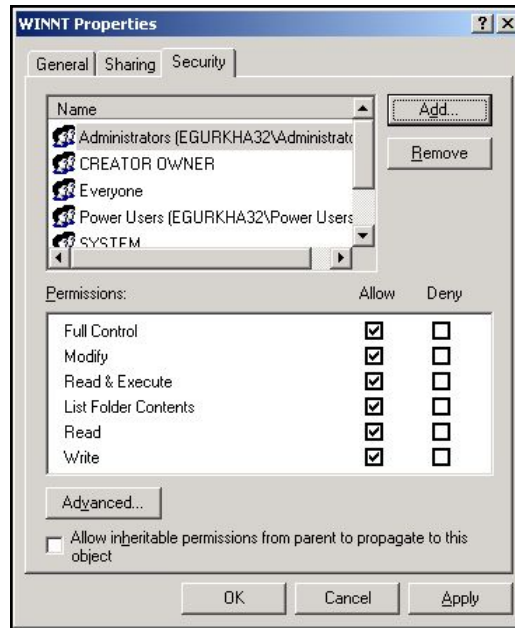 WINNT Properties
General
Sharing
Security
Name
Add...
Administrators (EGURKHA32\Administrato
Remove
CREATOR OWNER
Everyone
Power Users (EGURKHA32\Power Users
SYSTEM
Permissions: Allow Deny
Full Control
Modify
Read & Execute
List Folder Contents
Read
Write
Advanced...
Allow inheritable permissions from parent to propagate to this
object
OK Cancel Apply